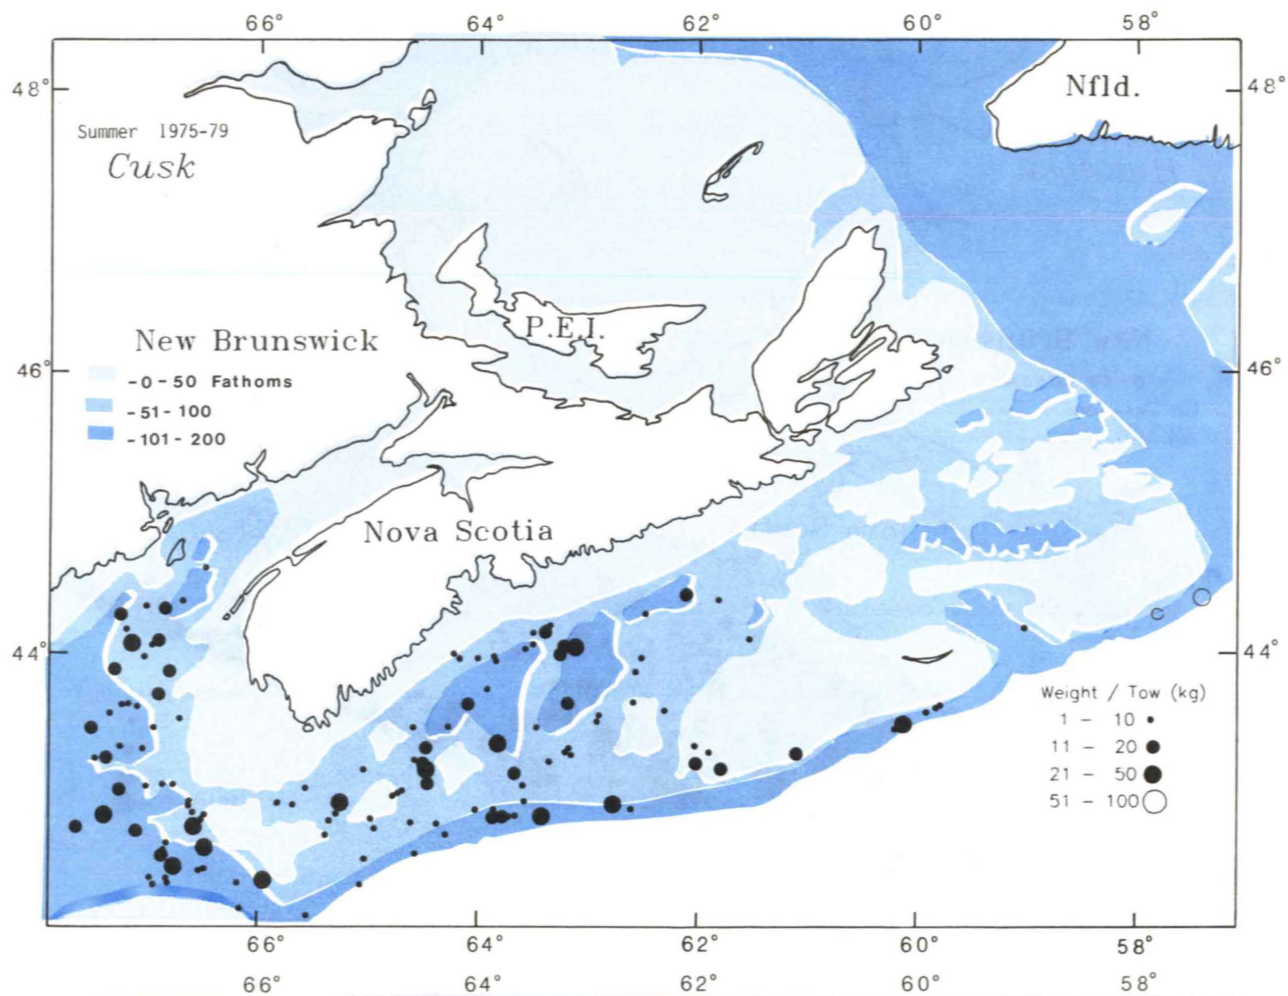 66° 64° 62° 60° 58°
48° 48°
Nfld.
Summer 1975-79
Cusk
P.E.I.
New Brunswick
46° 46°
-0-50 Fathoms
-51-100
-101-200
Nova Scotia
44° 44°
Weight / Tow (kg)
1 - 10
11 - 20
21 - 50
51 - 100
66° 64° 62° 60° 58°
66° 64° 62° 60° 58°